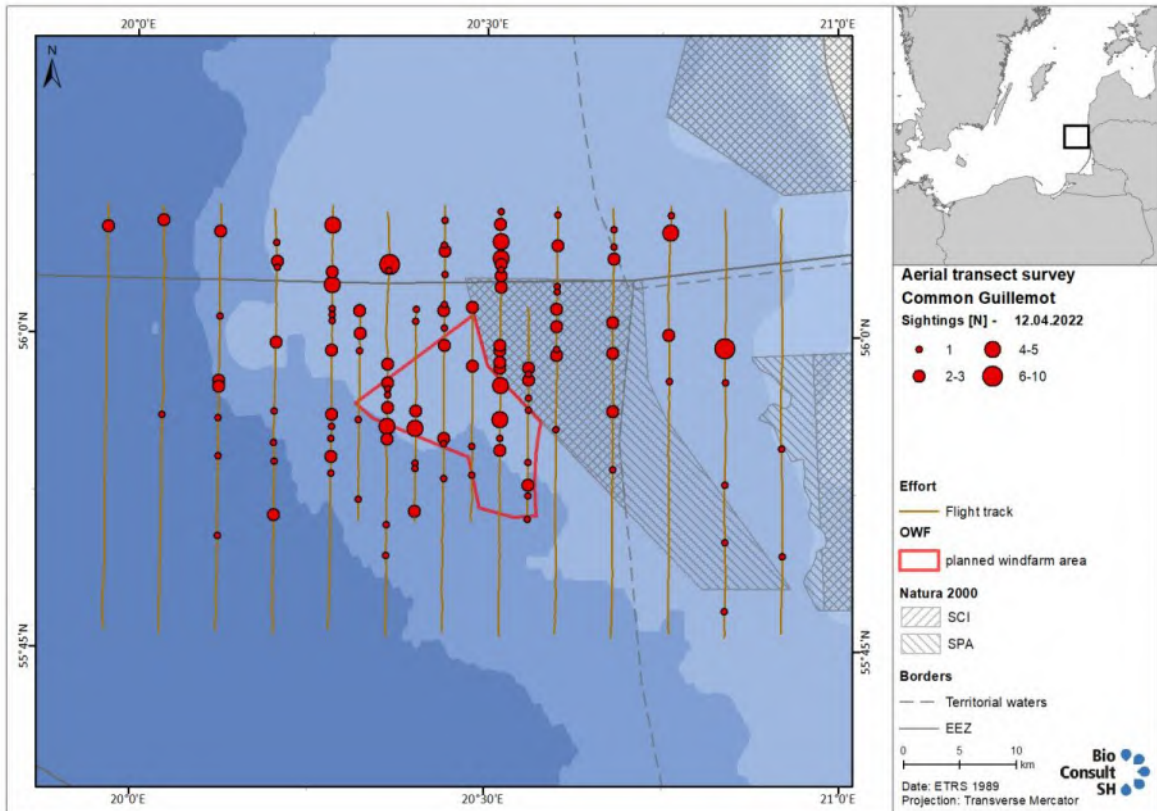 20°0'E
20°30'E
21°0'E
N
56°0'N
56°0'N
55°45'N
55°45'N
20°0'E
20°30'E
21°0'E
Aerial transect survey
Common Guillemot
Sightings [N] - 12.04.2022
1
4-5
2-3
6-10
Effort
Flight track
OWF
planned windfarm area
Natura 2000
SCI
SPA
Borders
Territorial waters
EEZ
0 5 10
km
Date: ETRS 1989
Projection: Transverse Mercator
Bio
Consult
SH